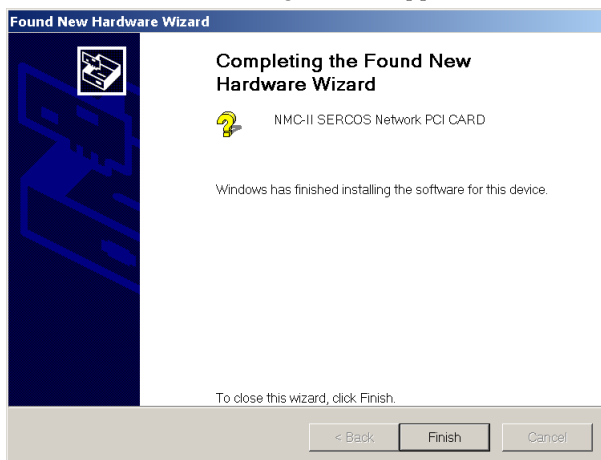 Found New Hardware Wizard
Completing the Found New
Hardware Wizard
NMC-II SERCOS Network PCI CARD
Windows has finished installing the software for this device.
To close this wizard, click Finish.
< Back
Finish
Cancel